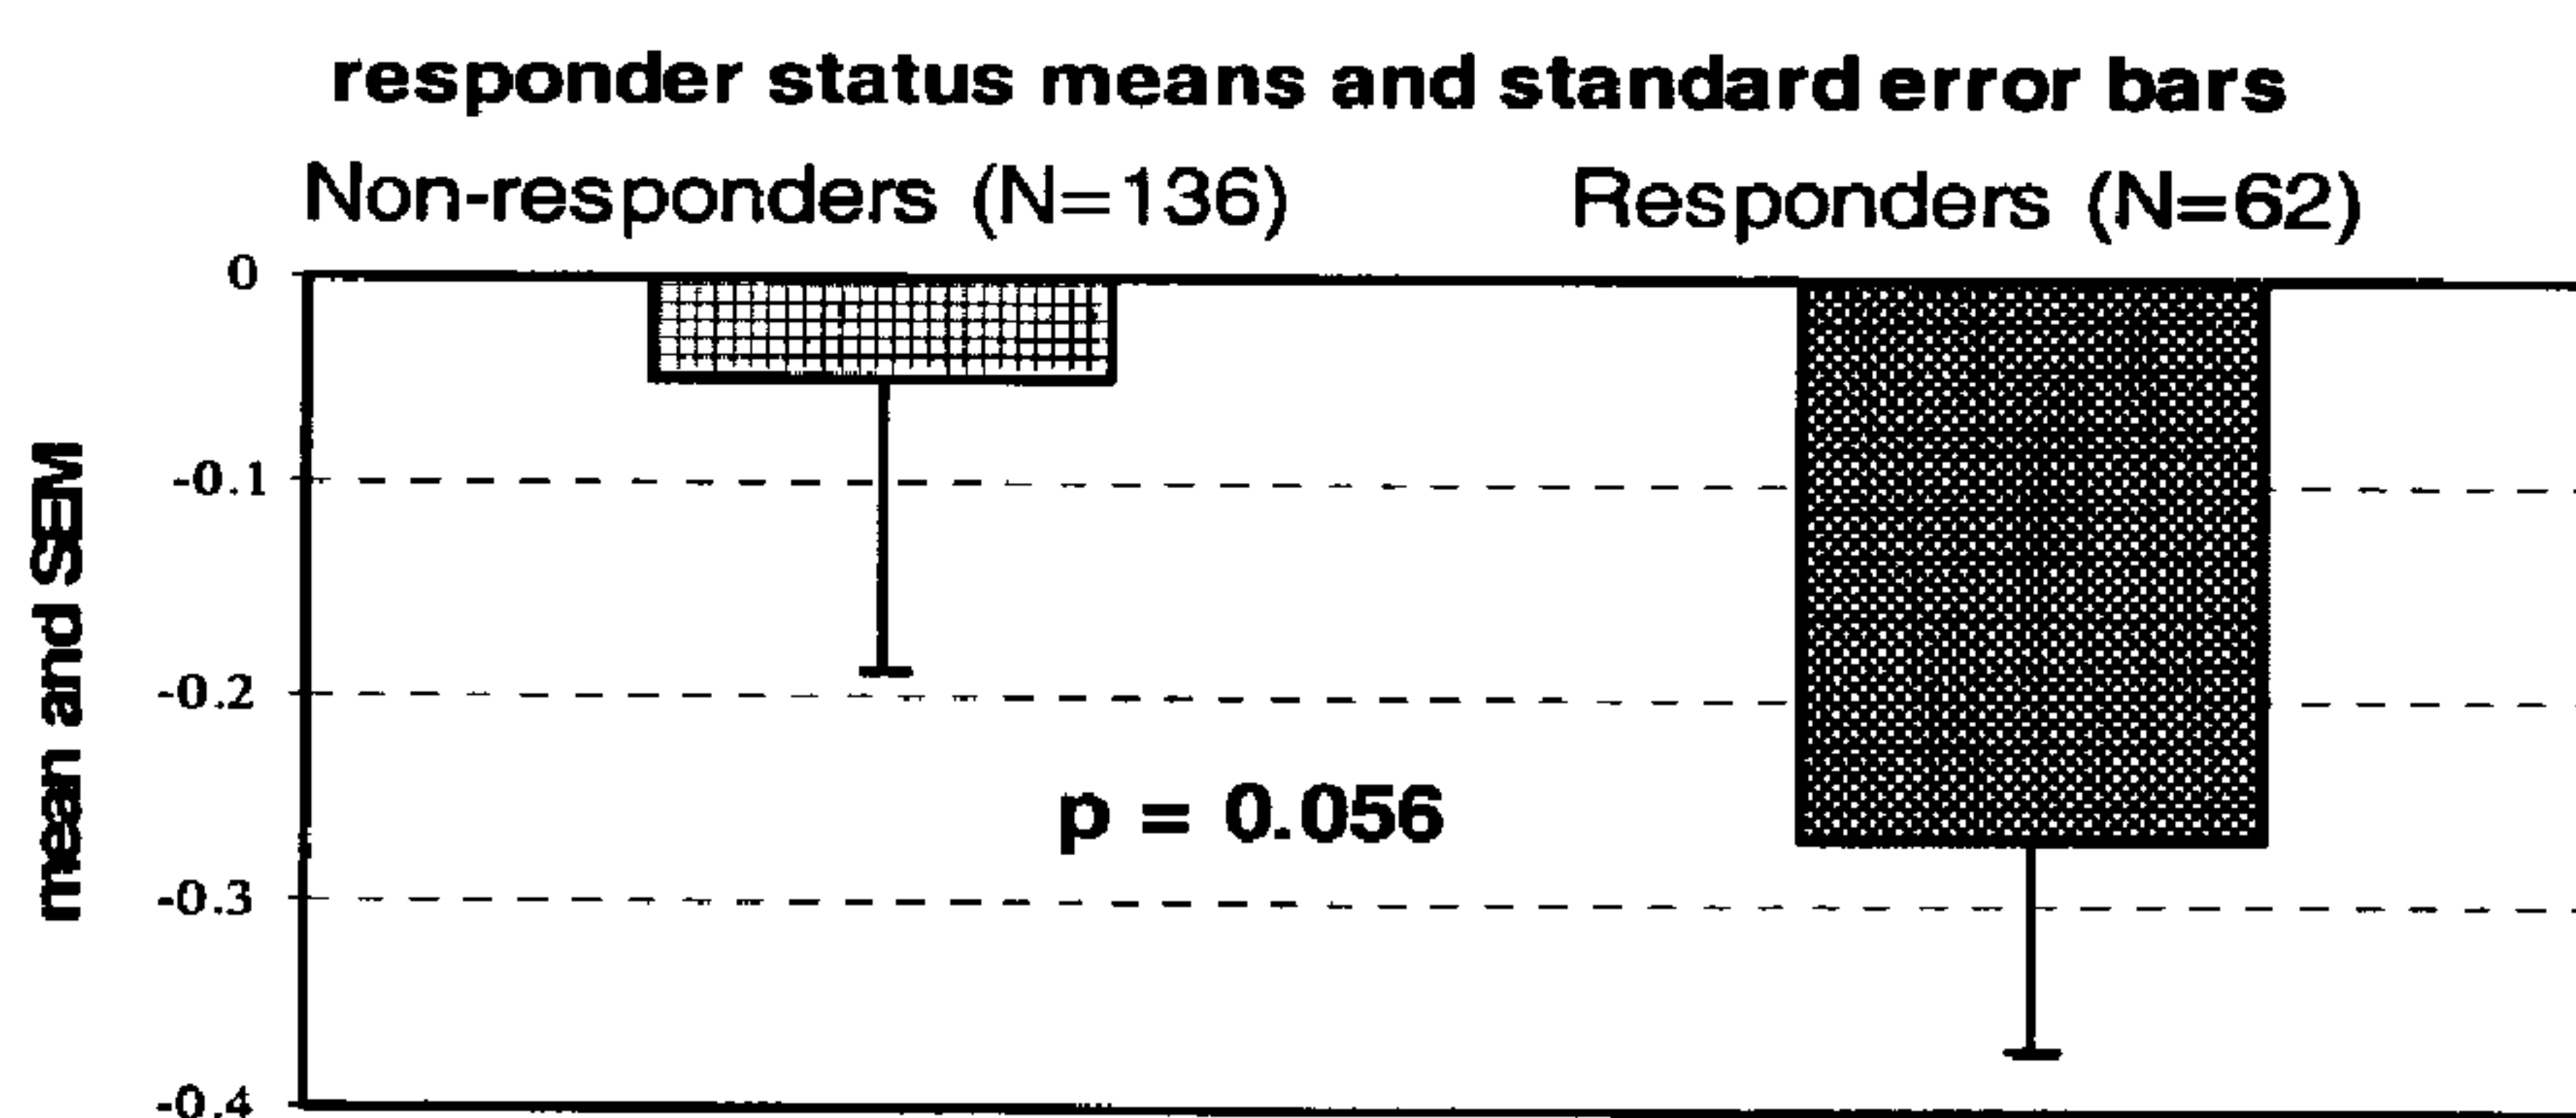 responder status means and standard error bars
Non-responders (N=136) Responders (N=62)
0
-0.1
-0.2
-0.3
-0.4
mean and SEM
p = 0.056